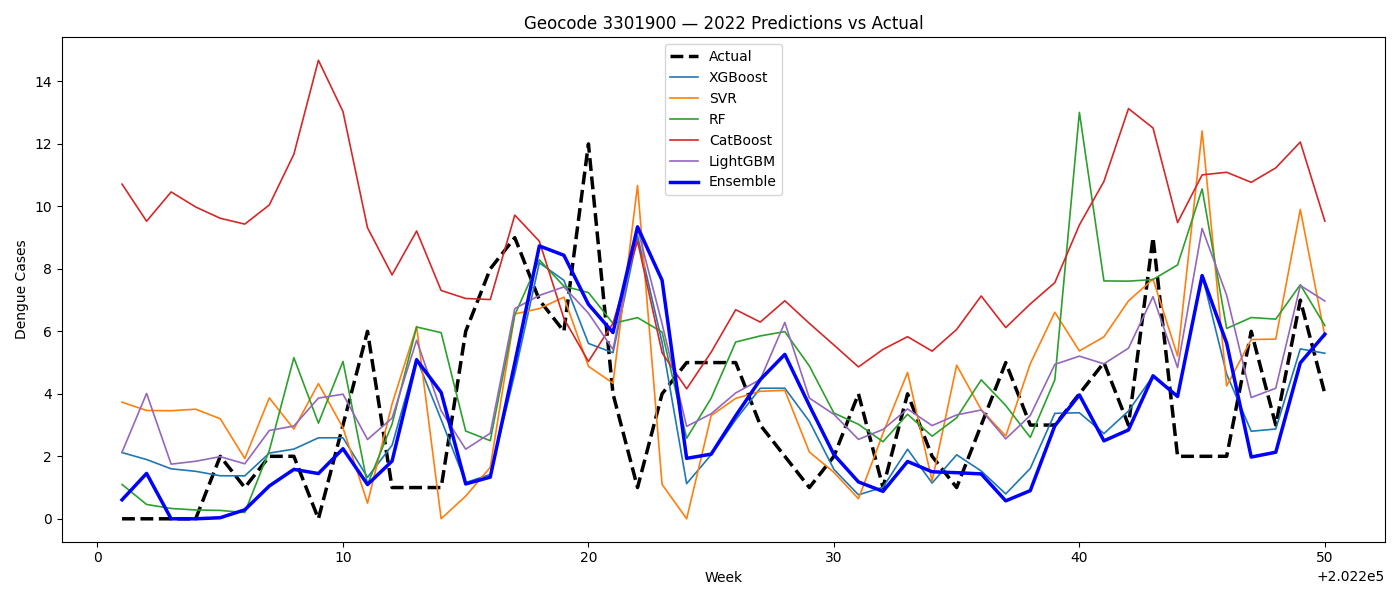 Geocode 3301900 — 2022 Predictions vs Actual
Actual
XGBoost
SVR
RF
CatBoost
LightGBM
Ensemble
Dengue Cases
14
12
10
8
6
4
2
0
0 10 20 30 40 50
Week
+2.022e5